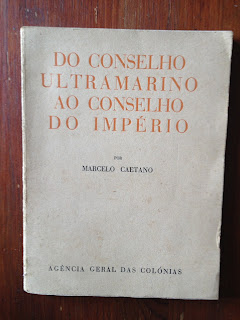 DO CONSELHO
ULTRAMARINO
AO CONSELHO
DO IMPÉRIO
POR
MARCELO CAETANO
AGÊNCIA GERAL DAS COLÓNIAS